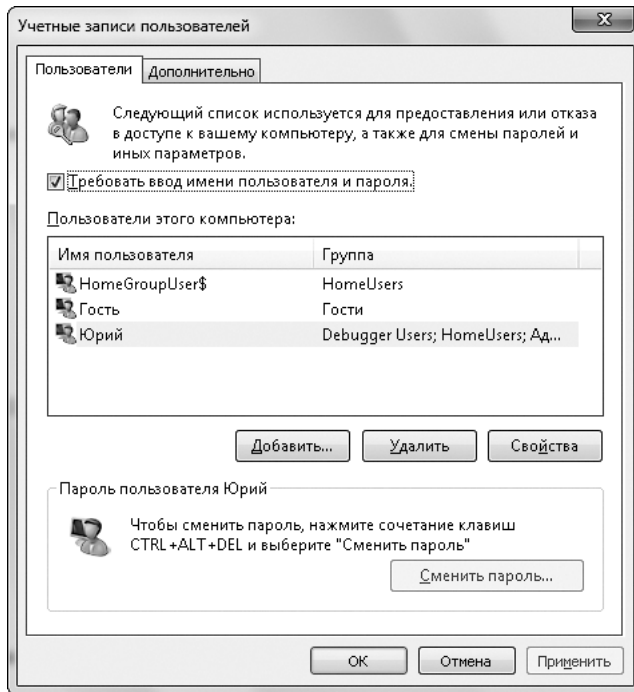 Учетные записи пользователей
Пользователи
Дополнительно
Следующий список используется для предоставления или отказа
в доступе к вашему компьютеру, а также для смены паролей и
иных параметров.
Требовать ввод имени пользователя и пароля.
Пользователи этого компьютера:
Имя пользователя Группа
HomeGroupUser$ HomeUsers
Гость Гости
Юрий Debugger Users; HomeUsers; Ад...
Добавить... Удалить Свойства
Пароль пользователя Юрий
Чтобы сменить пароль, нажмите сочетание клавиш
CTRL+ALT+DEL и выберите "Сменить пароль"
Сменить пароль...
ОК Отмена Применить